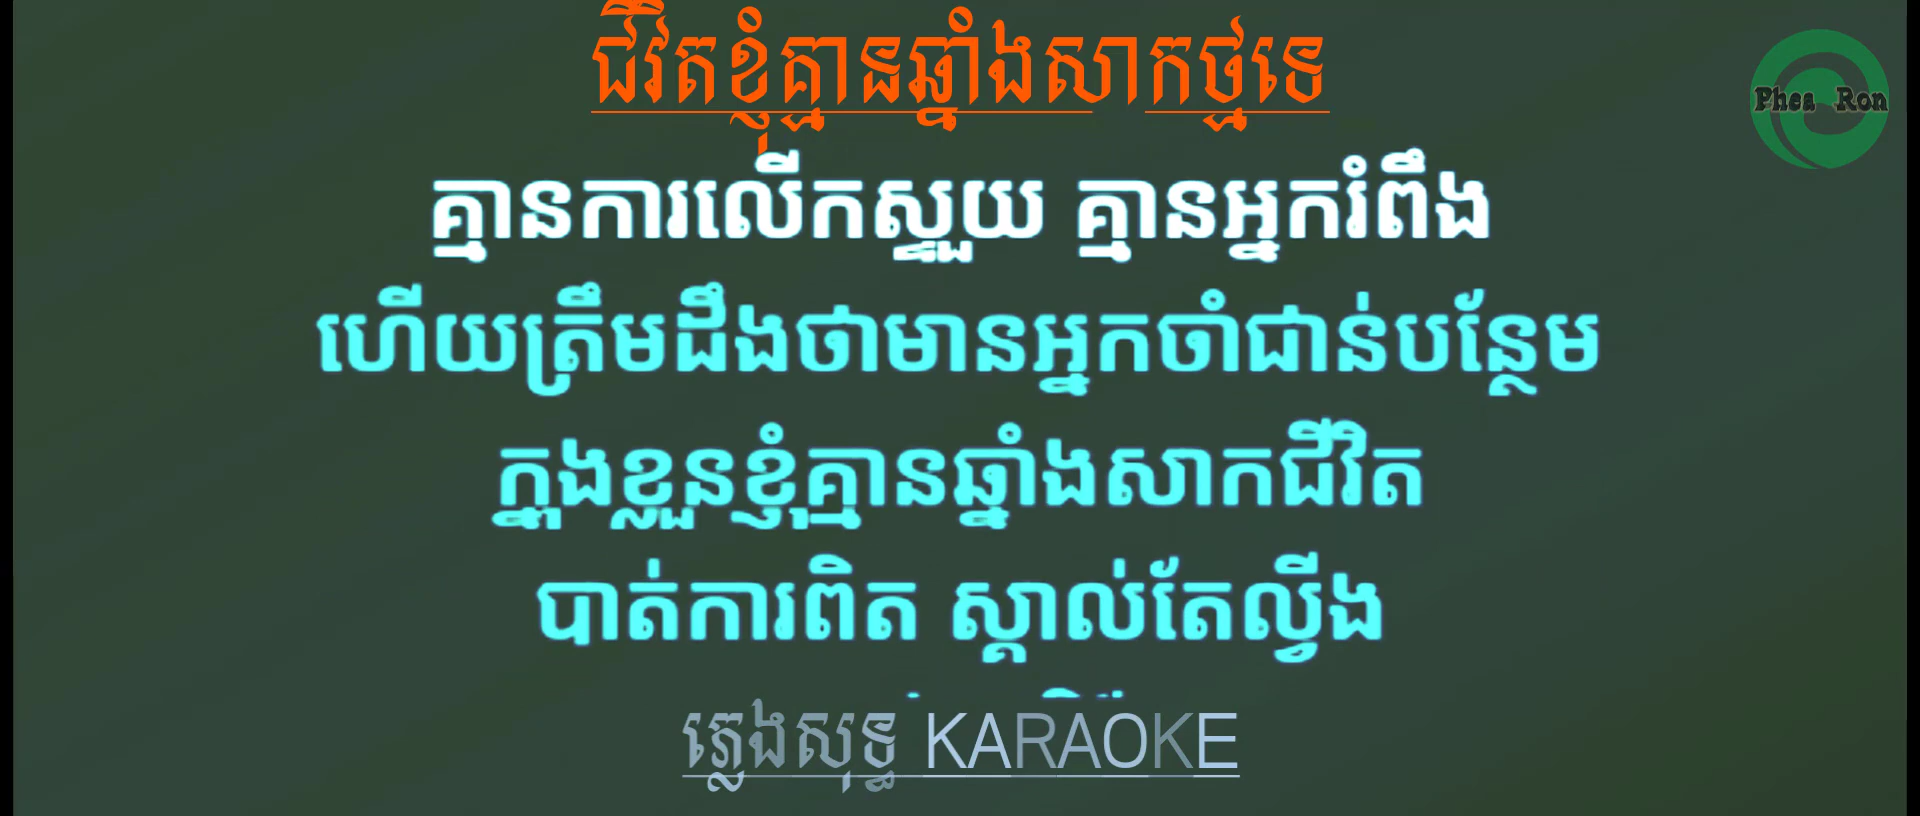 ជីវិតខ្ញុំគ្មានឆ្នាំងសាកថ្មទេ
Phea Ron
គ្មានការលើកស្ទួយ គ្មានអ្នករំពឹង
ហើយត្រឹមដឹងថាមានអ្នកចាំជាន់បន្ថែម
ក្នុងខ្លួនខ្ញុំគ្មានឆ្នាំងសាកជីវិត
បាត់ការពិត ស្គាល់តែល្វីង
ភ្លេងសុទ្ធ KARAOKE